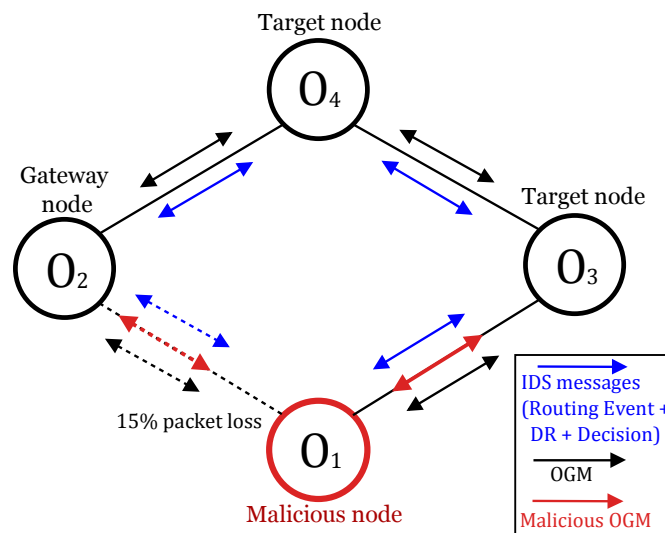 Target node
O4
Gateway
node
O2
Target node
O3
15% packet loss
O1
Malicious node
IDS messages
(Routing Event +
DR + Decision)
OGM
Malicious OGM